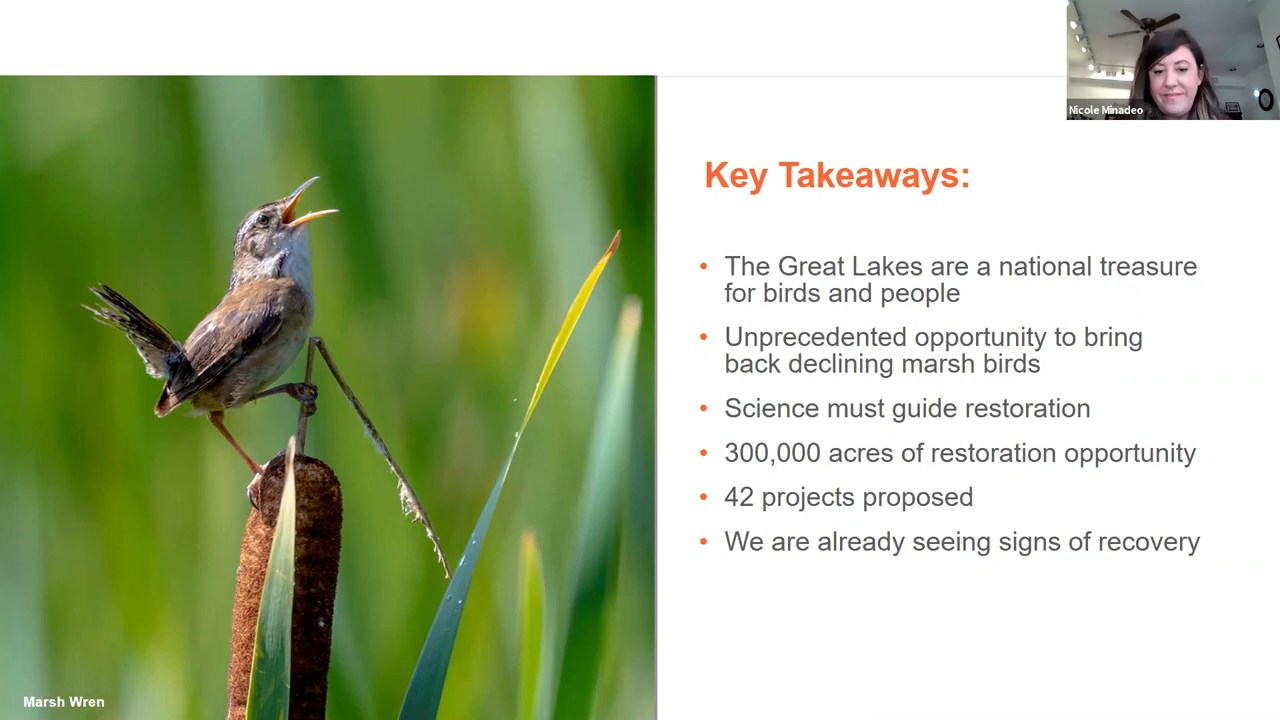 Nicole Minadeo
Key Takeaways:
• The Great Lakes are a national treasure
for birds and people
• Unprecedented opportunity to bring
back declining marsh birds
• Science must guide restoration
• 300,000 acres of restoration opportunity
• 42 projects proposed
• We are already seeing signs of recovery
Marsh Wren